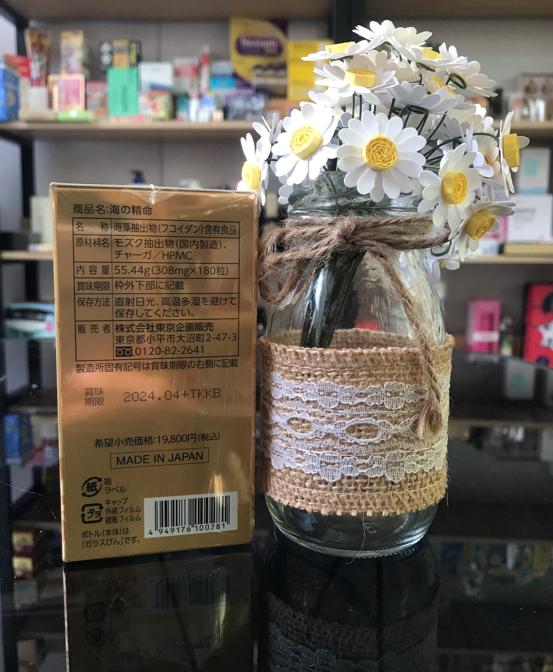 商品名:海の精命
名　称 海藻抽出物(フコイダン)含有食品
原材料名 モズク抽出物(国内製造)、
チャーガ/HPMC
内 容 量 55.44g(308mg×180粒)
賞味期限 枠外下部に記載
保存方法 直射日光、高温多湿を避けて
保存してください。
販 売 者 株式会社東京企画販売
東京都小平市大沼町2-47-3
0120-82-2641
製造所固有記号は賞味期限の右側に記載
賞味
期限 2024.04+TKKB
希望小売価格:19,800円(税込)
MADE IN JAPAN
紙 箱
ラベル
プラ キャップ
外装フィルム
緩衝フィルム
ボトル(本体)は
「ガラスびん」です。
4 949176 100281